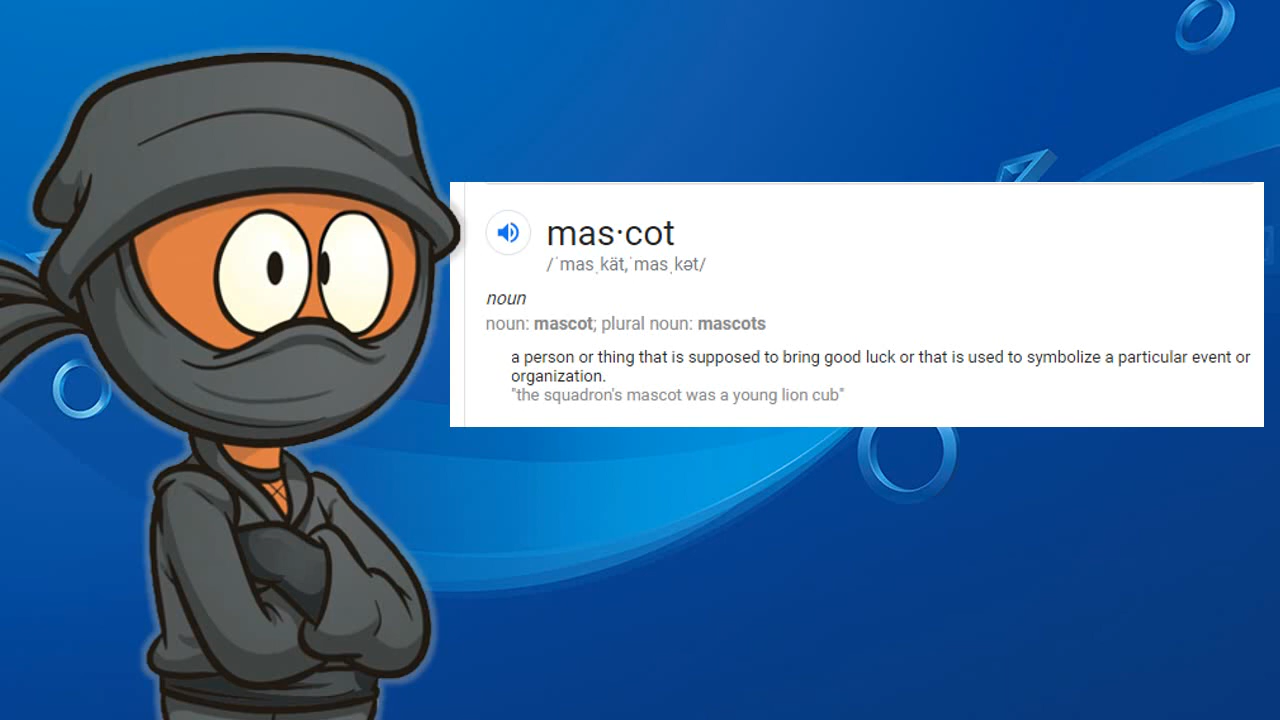 mas·cot
/ˈmasˌkät,ˈmasˌkət/
noun
noun: mascot; plural noun: mascots
a person or thing that is supposed to bring good luck or that is used to symbolize a particular event or
organization.
"the squadron's mascot was a young lion cub"